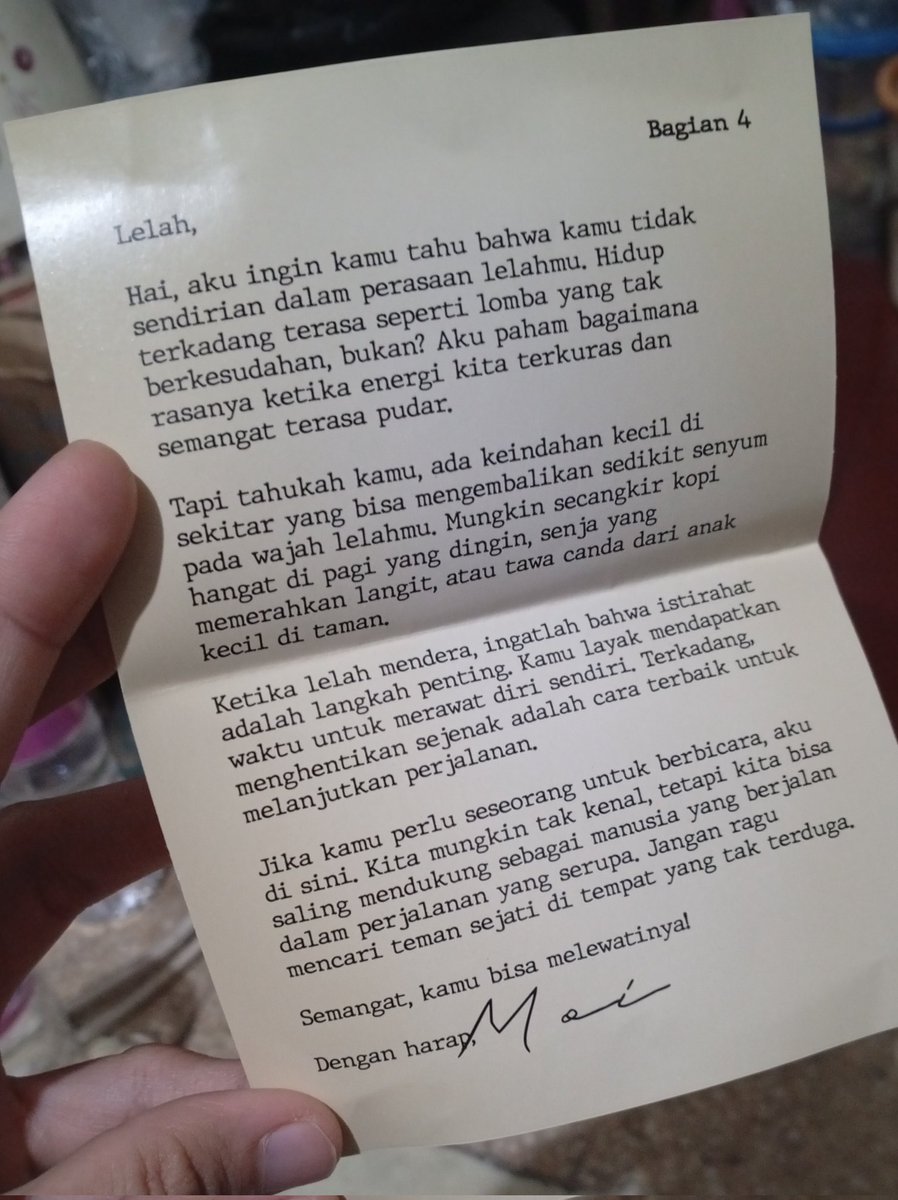 Bagian 4
Lelah,
Hai, aku ingin kamu tahu bahwa kamu tidak
sendirian dalam perasaan lelahmu. Hidup
terkadang terasa seperti lomba yang tak
berkesudahan, bukan? Aku paham bagaimana
rasanya ketika energi kita terkuras dan
semangat terasa pudar.
Tapi tahukah kamu, ada keindahan kecil di
sekitar yang bisa mengembalikan sedikit senyum
pada wajah lelahmu. Mungkin secangkir kopi
hangat di pagi yang dingin, senja yang
memerahkan langit, atau tawa canda dari anak
kecil di taman.
Ketika lelah mendera, ingatlah bahwa istirahat
adalah langkah penting. Kamu layak mendapatkan
waktu untuk merawat diri sendiri. Terkadang,
menghentikan sejenak adalah cara terbaik untuk
melanjutkan perjalanan.
Jika kamu perlu seseorang untuk berbicara, aku
di sini. Kita mungkin tak kenal, tetapi kita bisa
saling mendukung sebagai manusia yang berjalan
dalam perjalanan yang serupa. Jangan ragu
mencari teman sejati di tempat yang tak terduga.
Semangat, kamu bisa melewatinya!
Dengan harap, Moi